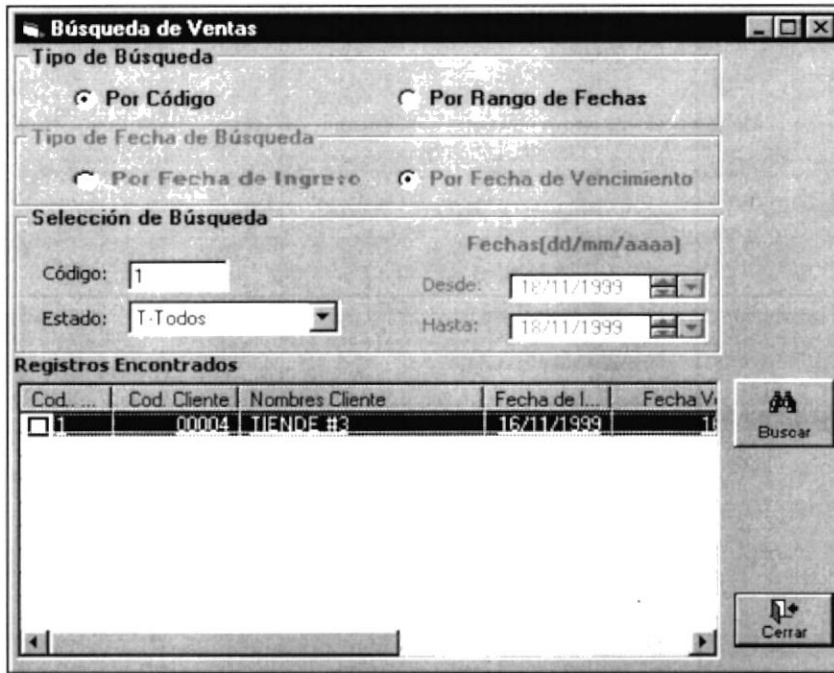 Búsqueda de Ventas
Tipo de Búsqueda
Por Código Por Rango de Fechas
Tipo de Fecha de Búsqueda
Por Fecha de Ingreso Por Fecha de Vencimiento
Selección de Búsqueda
Fechas(dd/mm/aaaa)
Código: 1
Desde: 18/11/1999
Estado: T-Todos
Hasta: 18/11/1999
Registros Encontrados
Cod. ... Cod. Cliente Nombres Cliente Fecha de I... Fecha V
1 00004 TIENDE #3 16/11/1999 1
Buscar
Cerrar